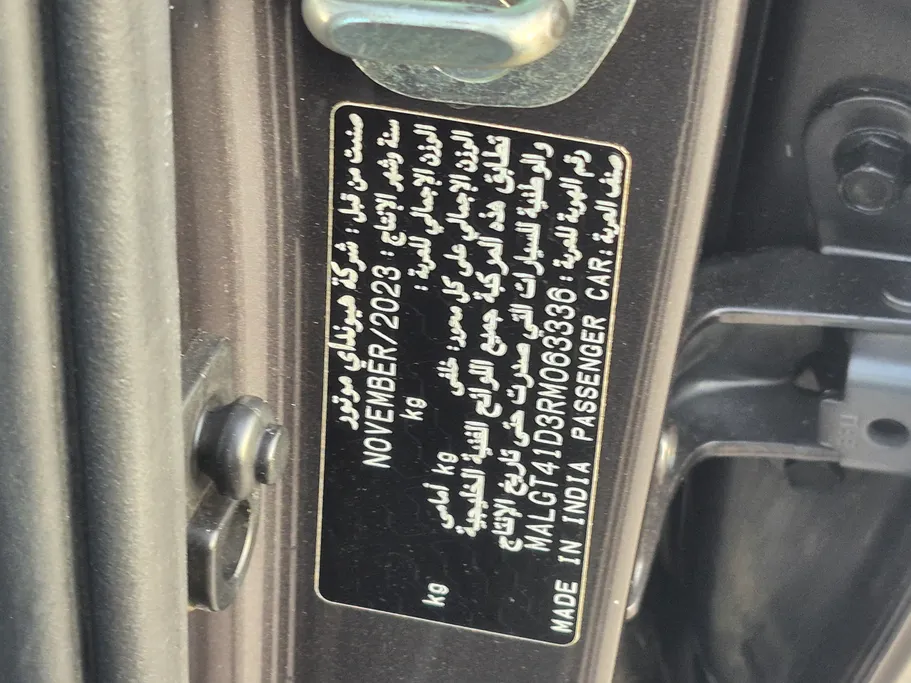 صنعت من قبل : شركة هيونداي موتور
سنة وشهر الإنتاج : NOVEMBER/2023
الوزن الإجمالي للعربة : kg
الوزن الإجمالي على كل محور: خلفي kg أمامي kg
تطابق هذه المركبة جميع اللوائح الفنية الخليجية
والوطنية للسيارات التي صدرت حتى تاريخ الإنتاج
رقم الهوية للعربة : MALGT41D3RM063336
صنف العربة: PASSENGER CAR MADE IN INDIA